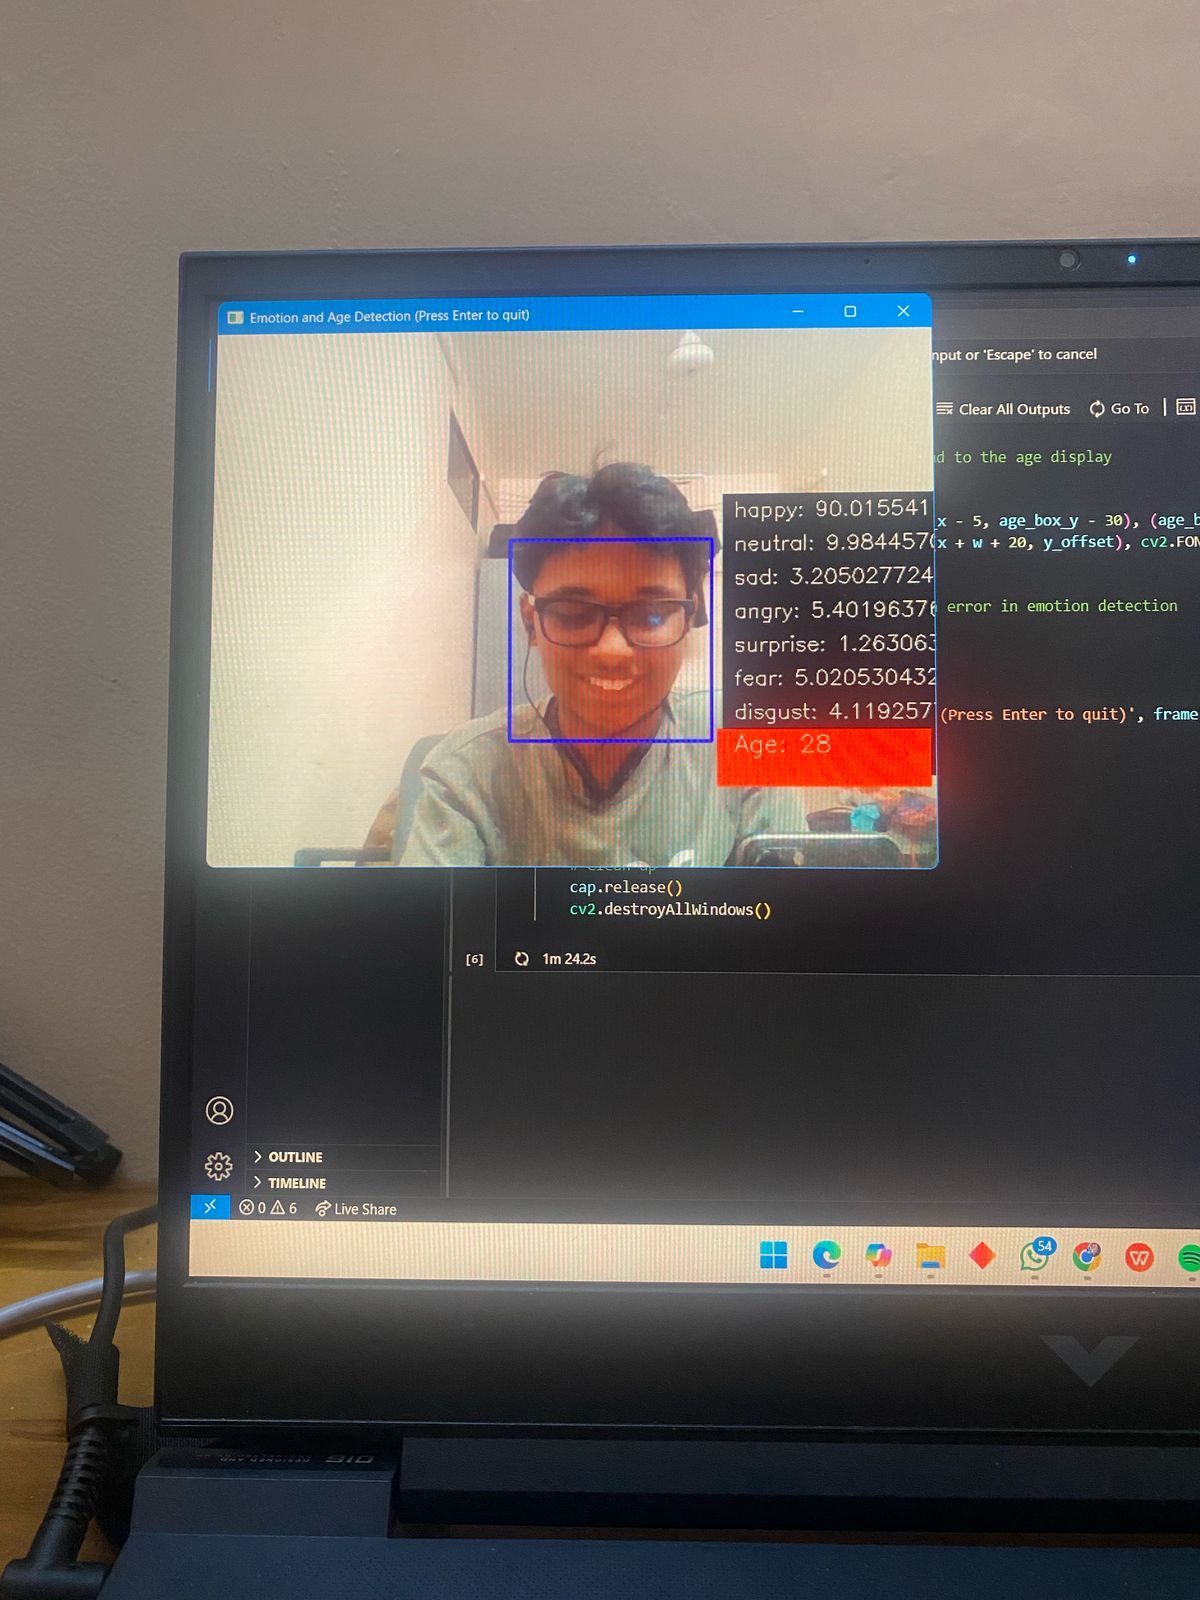 Emotion and Age Detection (Press Enter to quit)
nput or 'Escape' to cancel
Clear All Outputs Go To
d to the age display
happy: 90.015541
x - 5, age_box_y - 30), (age_b
neutral: 9.984457
x + w + 20, y_offset), cv2.FON
sad: 3.205027724
angry: 5.4019637
error in emotion detection
surprise: 1.263063
fear: 5.020530432
disgust: 4.119257
(Press Enter to quit)', frame
Age: 28
cap.release()
cv2.destroyAllWindows()
[6] 1m 24.2s
OUTLINE
TIMELINE
0 6 Live Share
54